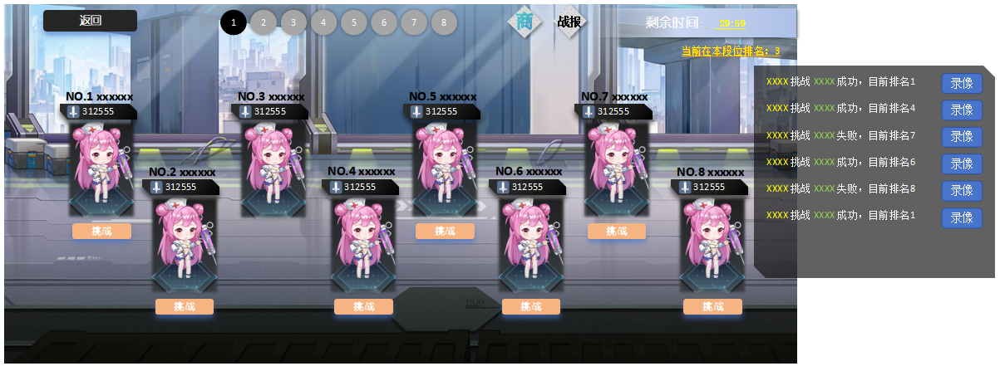 返回
1 2 3 4 5 6 7 8
商
战报
剩余时间: 29:59
当前在本段位排名: 3
NO.1 xxxxxx
312555
NO.3 xxxxxx
312555
NO.5 xxxxxx
312555
NO.7 xxxxxx
312555
NO.2 xxxxxx
312555
NO.4 xxxxxx
312555
NO.6 xxxxxx
312555
NO.8 xxxxxx
312555
挑战
挑战
挑战
挑战
挑战
挑战
挑战
XXXX 挑战 XXXX 成功，目前排名1 录像
XXXX 挑战 XXXX 成功，目前排名4 录像
XXXX 挑战 XXXX 失败，目前排名7 录像
XXXX 挑战 XXXX 成功，目前排名6 录像
XXXX 挑战 XXXX 失败，目前排名8 录像
XXXX 挑战 XXXX 成功，目前排名1 录像